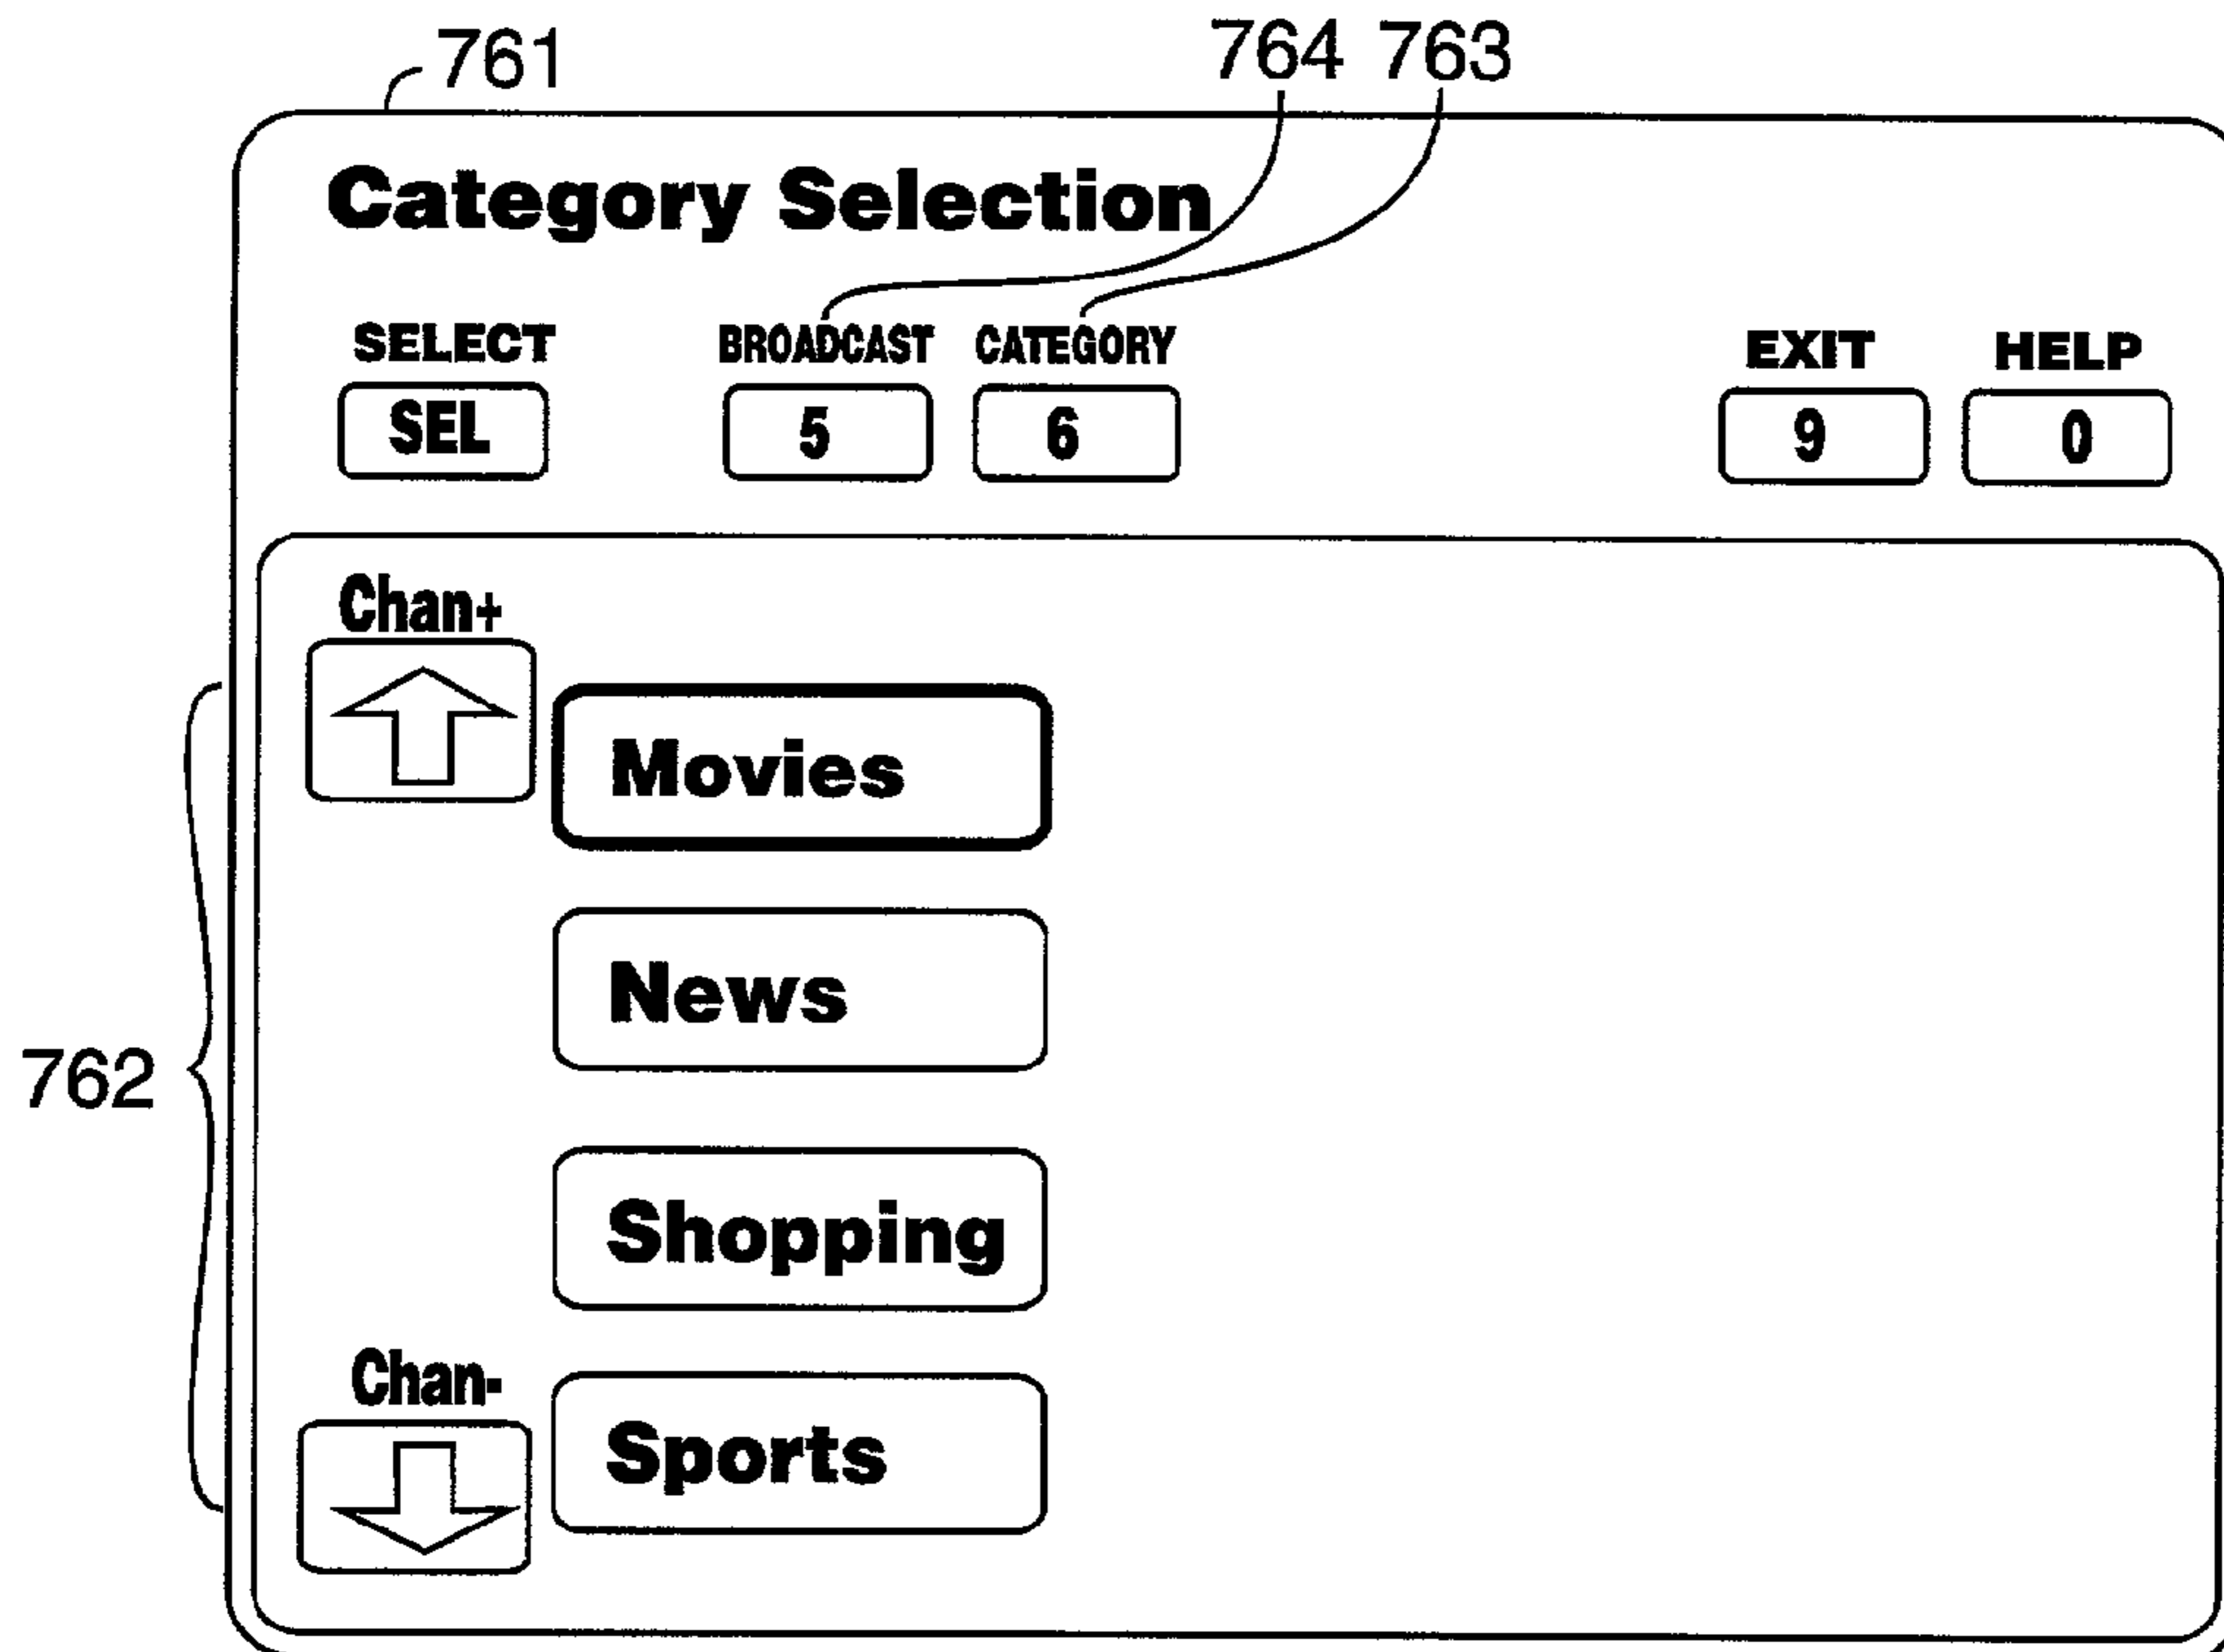 761
764 763
Category Selection
SELECT BROADCAST CATEGORY EXIT HELP
SEL 5 6 9 0
Chan+
Movies
News
762
Shopping
Chan-
Sports